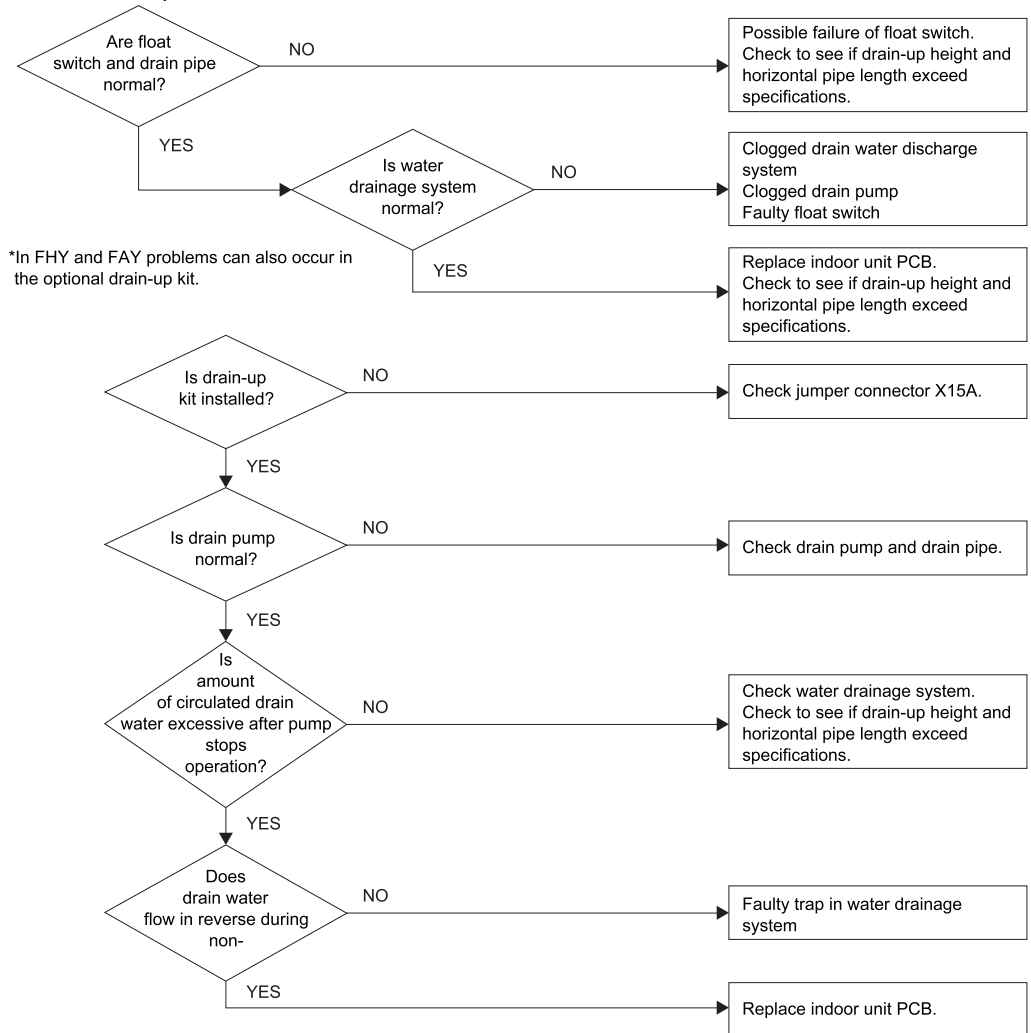 Are float
switch and drain pipe
normal?
NO
Possible failure of float switch.
Check to see if drain-up height and
horizontal pipe length exceed
specifications.
YES
Is water
drainage system
normal?
NO
Clogged drain water discharge
system
Clogged drain pump
Faulty float switch
*In FHY and FAY problems can also occur in
the optional drain-up kit.
YES
Replace indoor unit PCB.
Check to see if drain-up height and
horizontal pipe length exceed
specifications.
Is drain-up
kit installed?
NO
Check jumper connector X15A.
YES
Is drain pump
normal?
NO
Check drain pump and drain pipe.
YES
Is
amount
of circulated drain
water excessive after pump
stops
operation?
NO
Check water drainage system.
Check to see if drain-up height and
horizontal pipe length exceed
specifications.
YES
Does
drain water
flow in reverse during
non-
NO
Faulty trap in water drainage
system
YES
Replace indoor unit PCB.